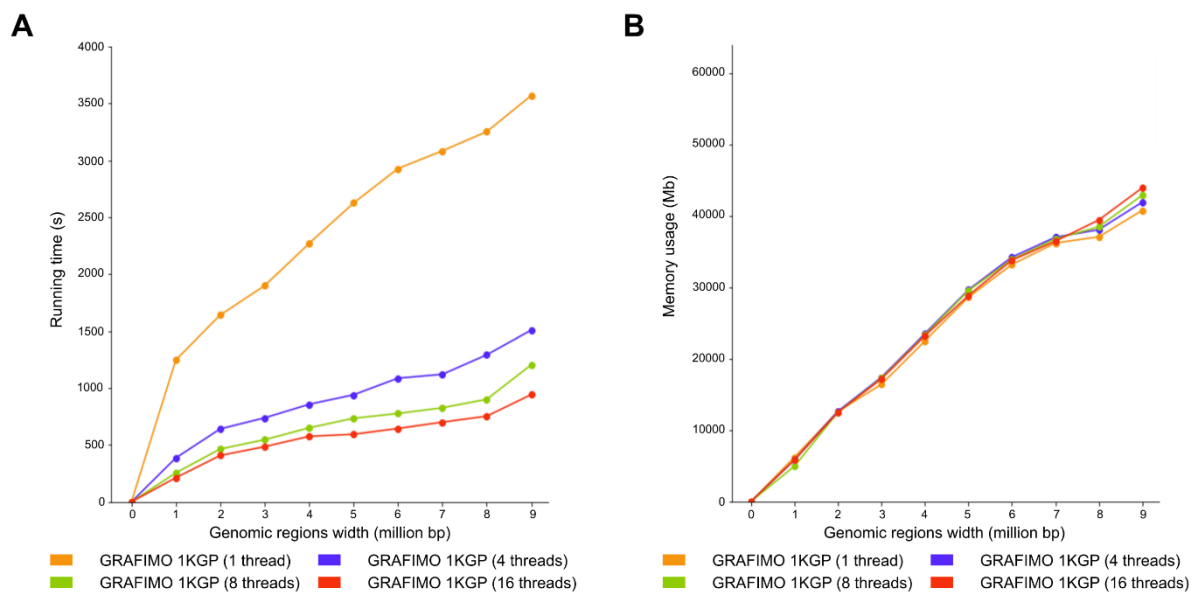 A
4000
3500
3000
2500
2000
1500
1000
500
0
Running time (s)
0 1 2 3 4 5 6 7 8 9
Genomic regions width (million bp)
GRAFIMO 1KGP (1 thread)
GRAFIMO 1KGP (4 threads)
GRAFIMO 1KGP (8 threads)
GRAFIMO 1KGP (16 threads)
B
60000
50000
40000
30000
20000
10000
0
Memory usage (Mb)
0 1 2 3 4 5 6 7 8 9
Genomic regions width (million bp)
GRAFIMO 1KGP (1 thread)
GRAFIMO 1KGP (4 threads)
GRAFIMO 1KGP (8 threads)
GRAFIMO 1KGP (16 threads)